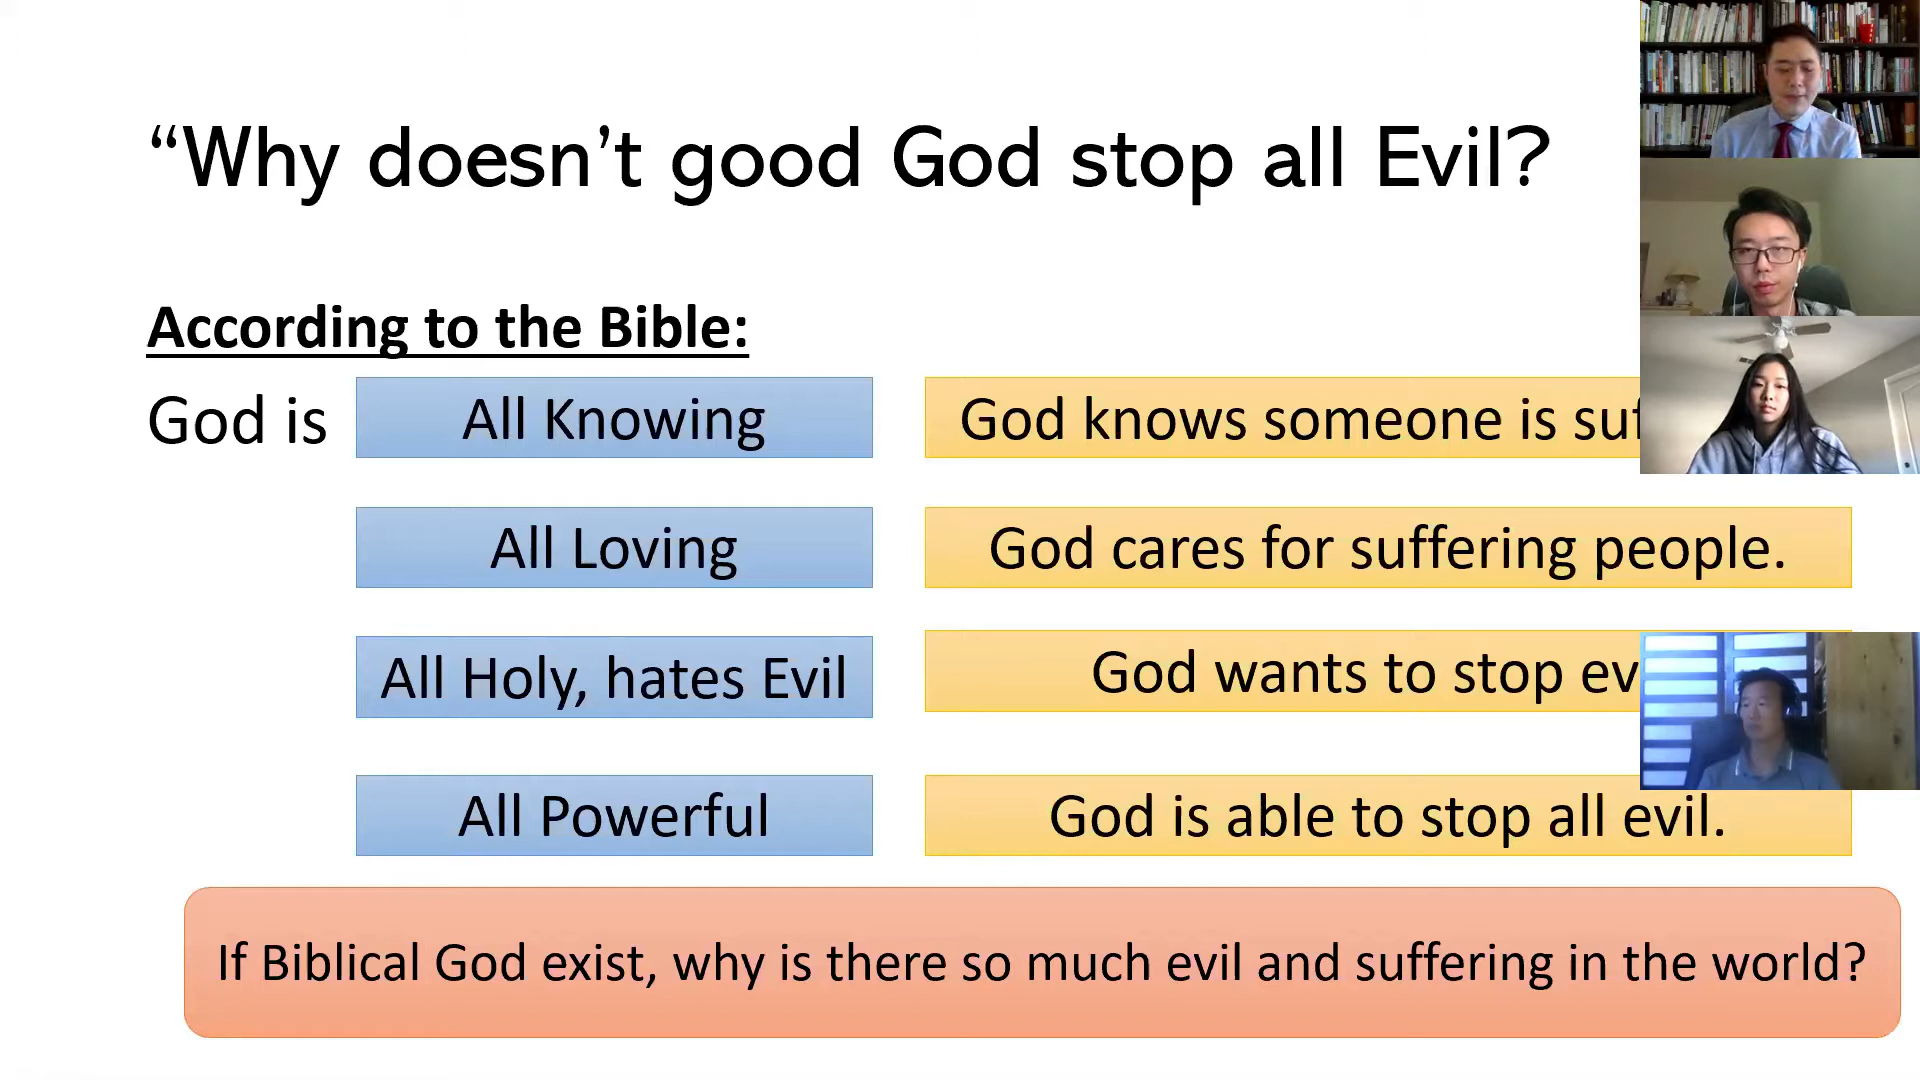 “Why doesn’t good God stop all Evil?
According to the Bible:
God is
All Knowing
God knows someone is
All Loving
God cares for suffering people.
All Holy, hates Evil
God wants to stop
All Powerful
God is able to stop all evil.
If Biblical God exist, why is there so much evil and suffering in the world?